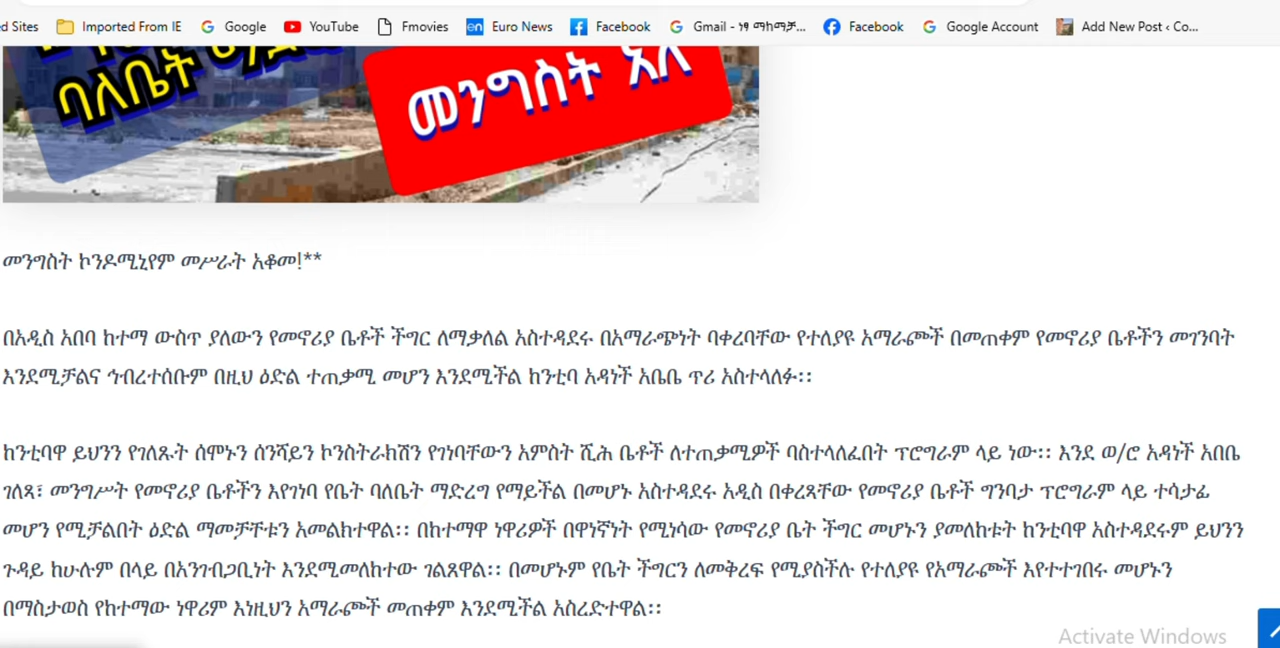 d Sites Imported From IE Google YouTube Fmovies en Euro News Facebook Gmail - ነፃ ማከማቻ... Facebook Google Account Add New Post ‹ Co...
ባለቤት
መንግስት አለ
መንግስት ኮንዶሚኒየም መሥራት አቆመ!**
በአዲስ አበባ ከተማ ውስጥ ያለውን የመኖሪያ ቤቶች ችግር ለማቃለል አስተዳደሩ በአማራጭነት ባቀረባቸው የተለያዩ አማራጮች በመጠቀም የመኖሪያ ቤቶችን መገንባት
እንደሚቻልና ኅብረተሰቡም በዚህ ዕድል ተጠቃሚ መሆን እንደሚችል ከንቲባ አዳነች አቤቤ ጥሪ አስተላለፉ፡፡
ከንቲባዋ ይህንን የገለጹት ሰሞኑን ሰንሻይን ኮንስትራክሽን የገነባቸውን አምስት ሺሕ ቤቶች ለተጠቃሚዎች ባስተላለፈበት ፕሮግራም ላይ ነው፡፡ እንደ ወ/ሮ አዳነች አበቤ
ገለጻ፣ መንግሥት የመኖሪያ ቤቶችን እየገነባ የቤት ባለቤት ማድረግ የማይችል በመሆኑ አስተዳደሩ አዲስ በቀረጻቸው የመኖሪያ ቤቶች ግንባታ ፕሮግራም ላይ ተሳታፊ
መሆን የሚቻልበት ዕድል ማመቻቸቱን አመልክተዋል፡፡ በከተማዋ ነዋሪዎች በዋነኛነት የሚነሳው የመኖሪያ ቤት ችግር መሆኑን ያመለከቱት ከንቲባዋ አስተዳደሩም ይህንን
ጉዳይ ከሁሉም በላይ በአንገብጋቢነት እንደሚመለከተው ገልጸዋል፡፡ በመሆኑም የቤት ችግርን ለመቅረፍ የሚያስችሉ የተለያዩ የአማራጮች እየተተገበሩ መሆኑን
በማስታወስ የከተማው ነዋሪም እነዚህን አማራጮች መጠቀም እንደሚችል አስረድተዋል፡፡
Activate Windows